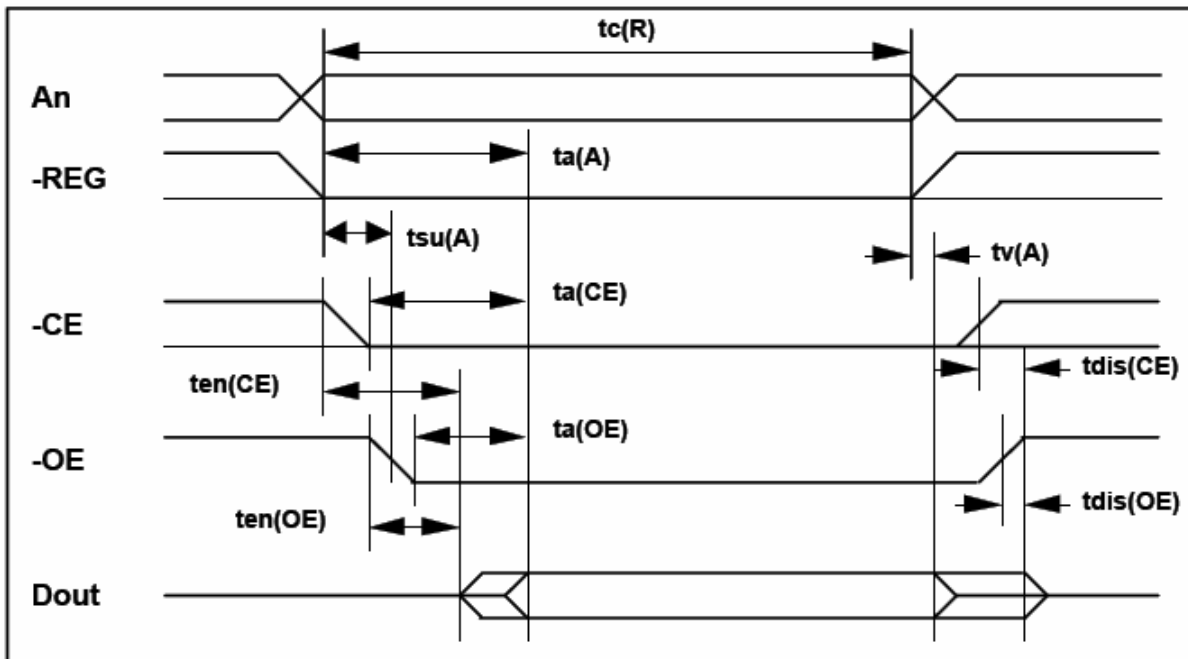 tc(R)
An
ta(A)
-REG
tsu(A)
tv(A)
ta(CE)
-CE
tdis(CE)
ten(CE)
ta(OE)
-OE
tdis(OE)
ten(OE)
Dout